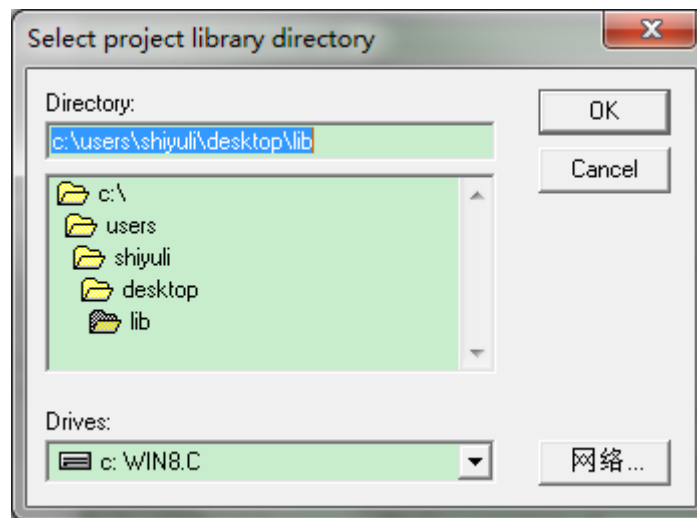 Select project library directory
Directory:
c:\users\shiyuli\desktop\lib
OK
Cancel
c:\
users
shiyuli
desktop
lib
Drives:
c: WIN8.C
网络...